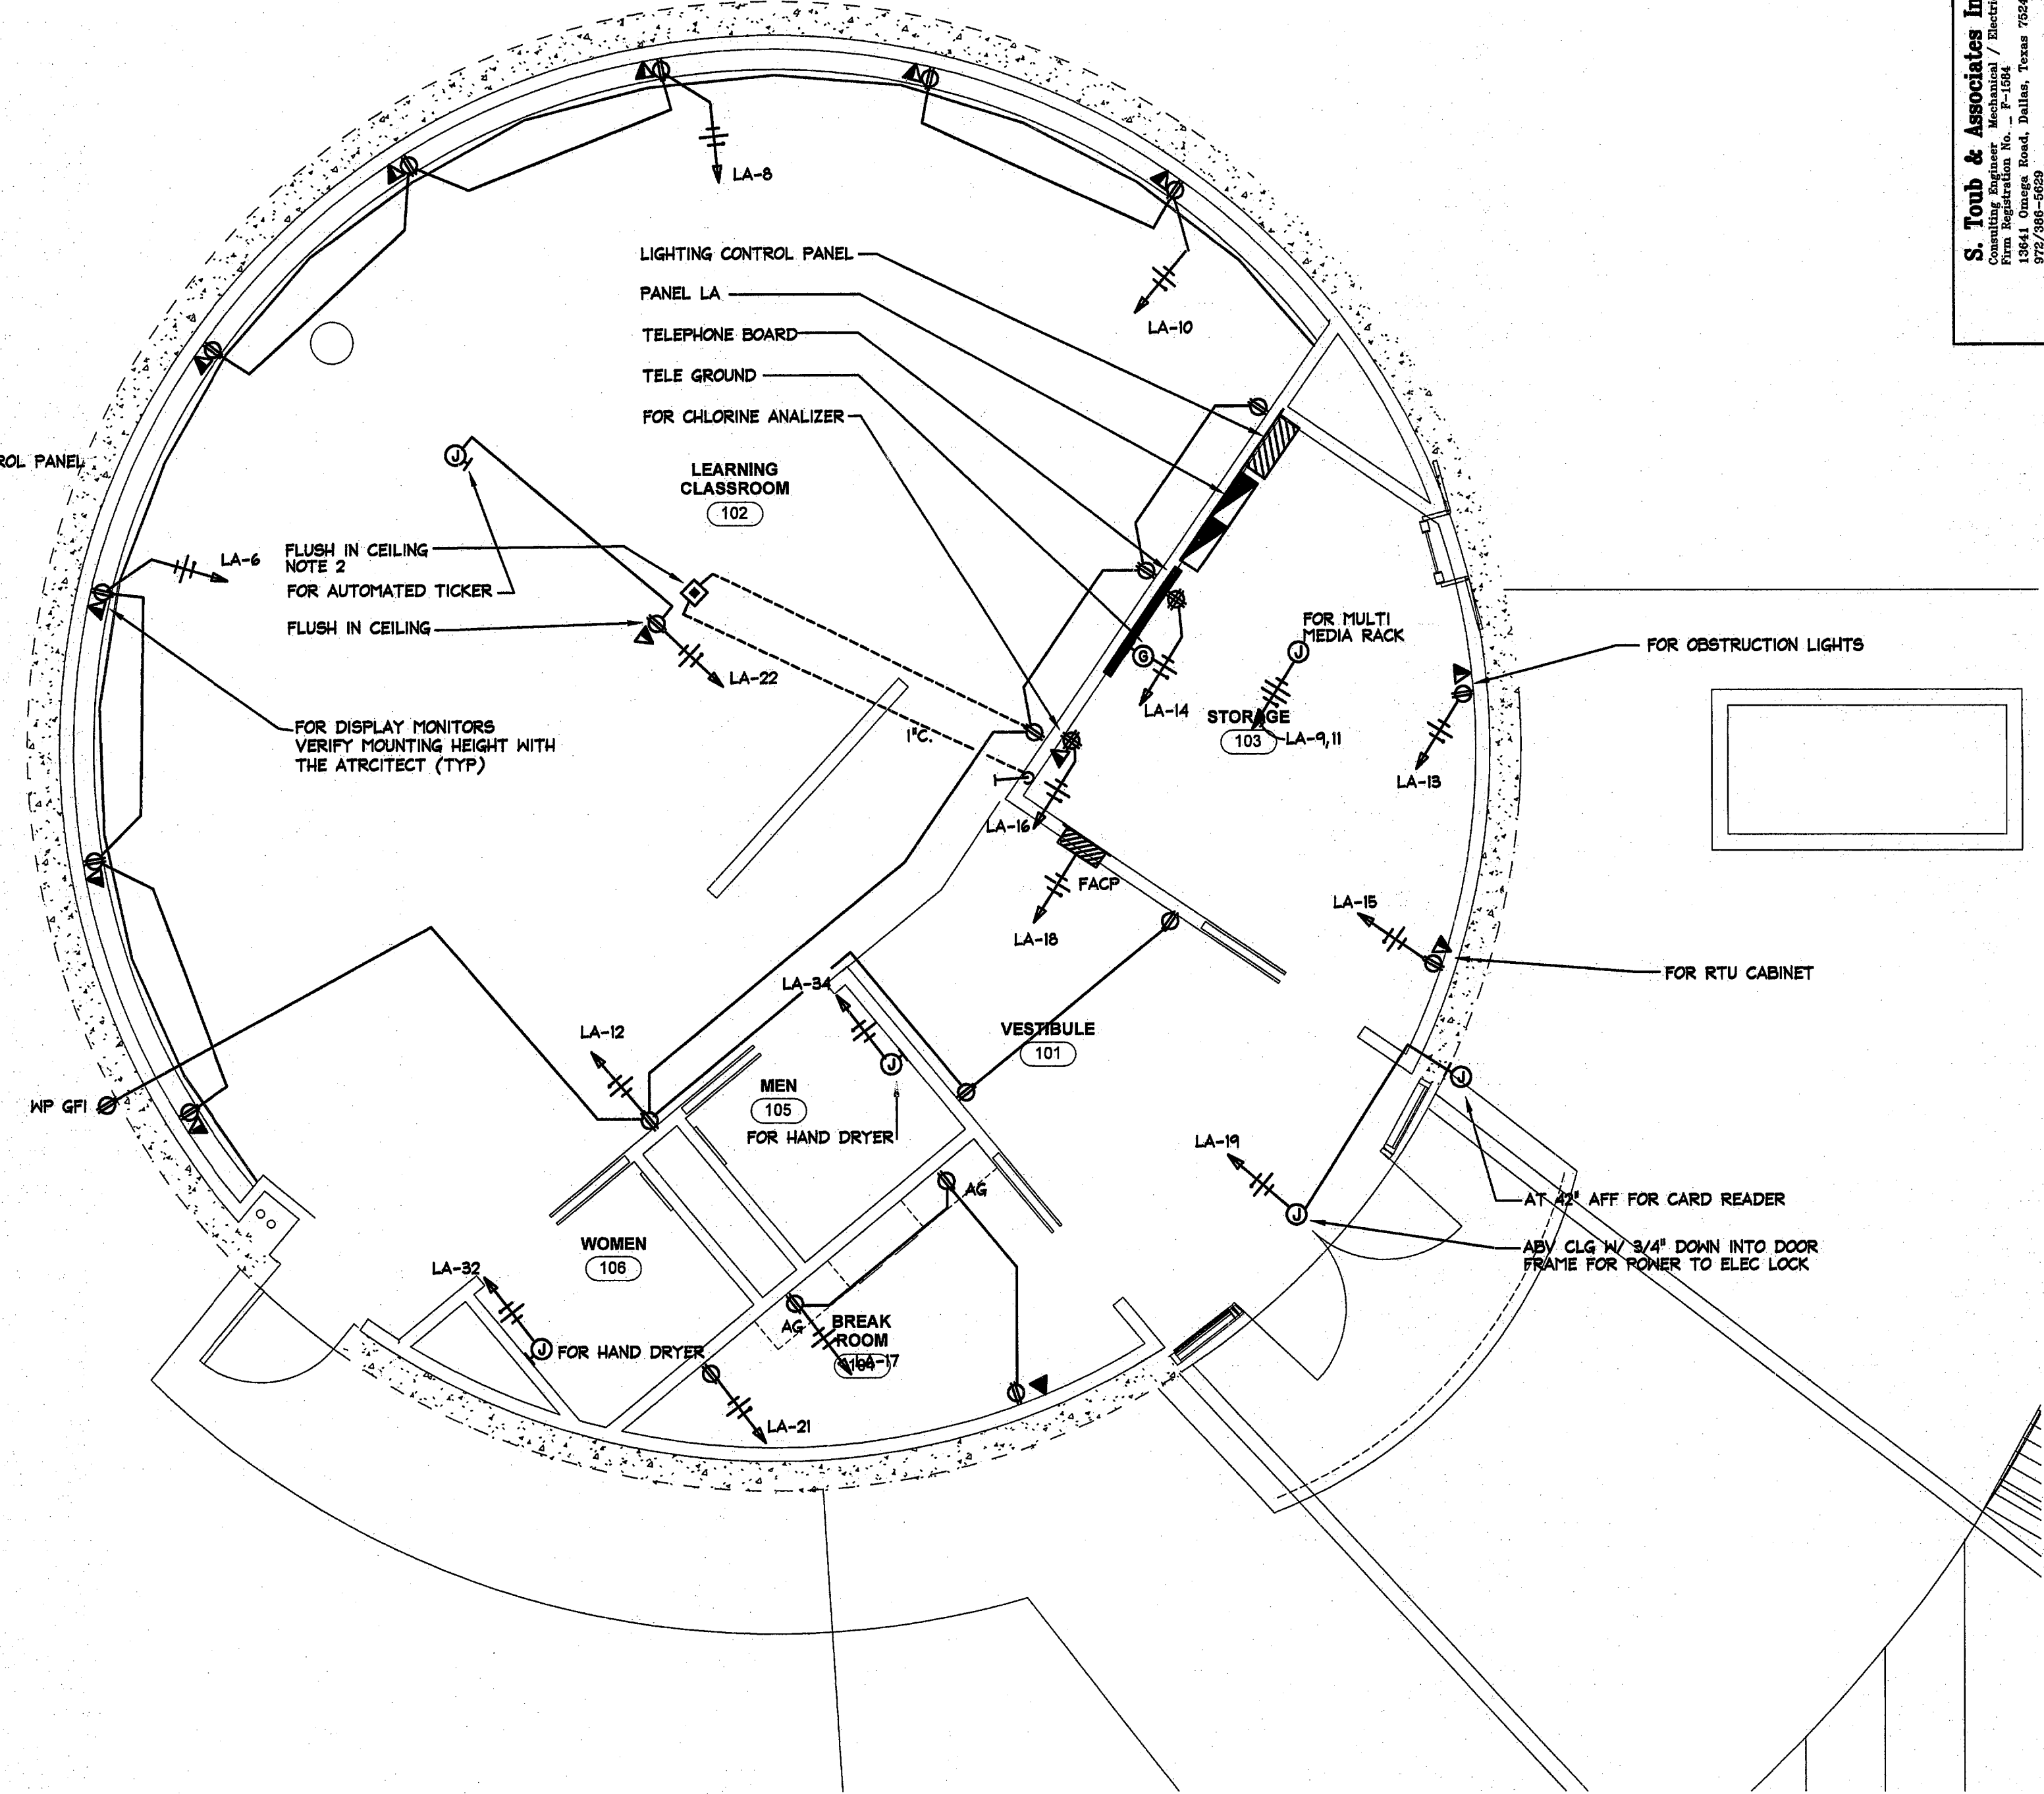 S. Toub & Associates In
Consulting Engineer Mechanical / Electric
Firm Registration No. _ F-1584
13641 Omega Road, Dallas, Texas 7524
972/386-5629
LA-8
LIGHTING CONTROL PANEL
PANEL LA
TELEPHONE BOARD
TELE GROUND
FOR CHLORINE ANALIZER
LA-10
ROL PANEL
J
LEARNING
CLASSROOM
102
LA-6
FLUSH IN CEILING
NOTE 2
FOR AUTOMATED TICKER
FLUSH IN CEILING
LA-22
FOR DISPLAY MONITORS
VERIFY MOUNTING HEIGHT WITH
THE ATRCITECT (TYP)
1"C.
G
LA-14
FOR MULTI
MEDIA RACK
J
STORAGE
103
LA-9,11
FOR OBSTRUCTION LIGHTS
LA-13
LA-16
FACP
LA-18
LA-15
FOR RTU CABINET
LA-34
LA-12
J
VESTIBULE
101
MEN
105
FOR HAND DRYER
WP GFI
J
LA-19
AG
J
AT 42" AFF FOR CARD READER
ABV CLG W/ 3/4" DOWN INTO DOOR
FRAME FOR POWER TO ELEC LOCK
WOMEN
106
LA-32
J
FOR HAND DRYER
AG
BREAK
ROOM
104
LA-17
LA-21